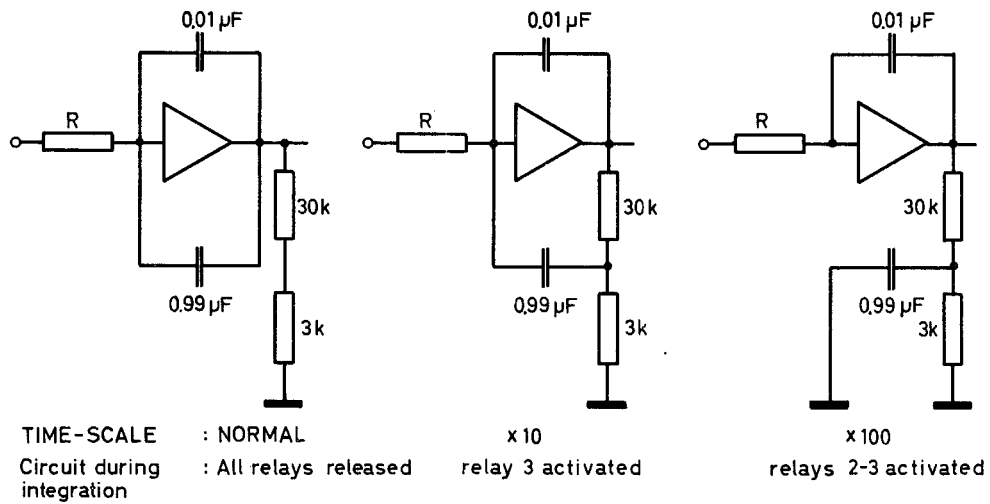 0.01 µF 0.01 µF 0.01 µF
R R R
30k 30k 30k
0.99 µF 0.99 µF 0.99 µF
3k 3k 3k
TIME-SCALE : NORMAL x 10 x 100
Circuit during : All relays released relay 3 activated relays 2-3 activated
integration